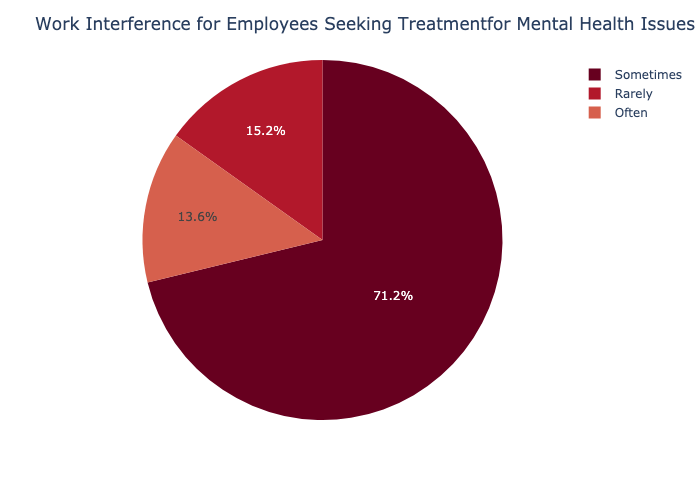 Work Interference for Employees Seeking Treatmentfor Mental Health Issues
Sometimes
Rarely
Often
15.2%
13.6%
71.2%